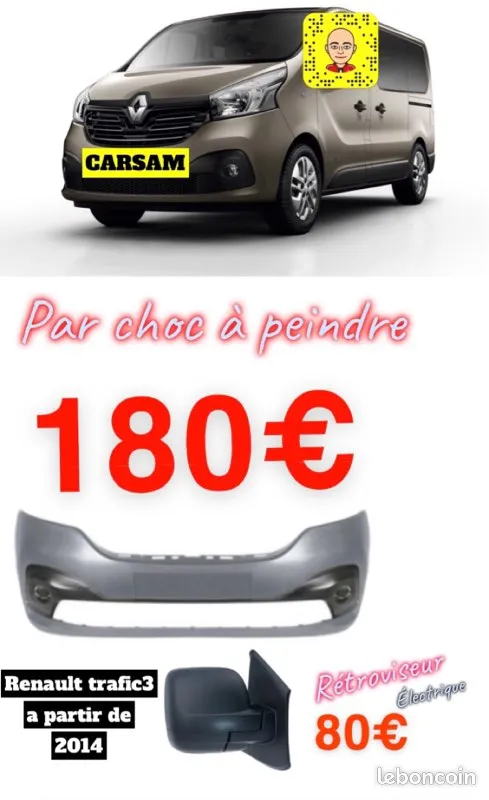 CARSAM
Par choc à peindre
180€
Renault trafic3
a partir de
2014
Rétroviseur
Électrique
80€
leboncoin